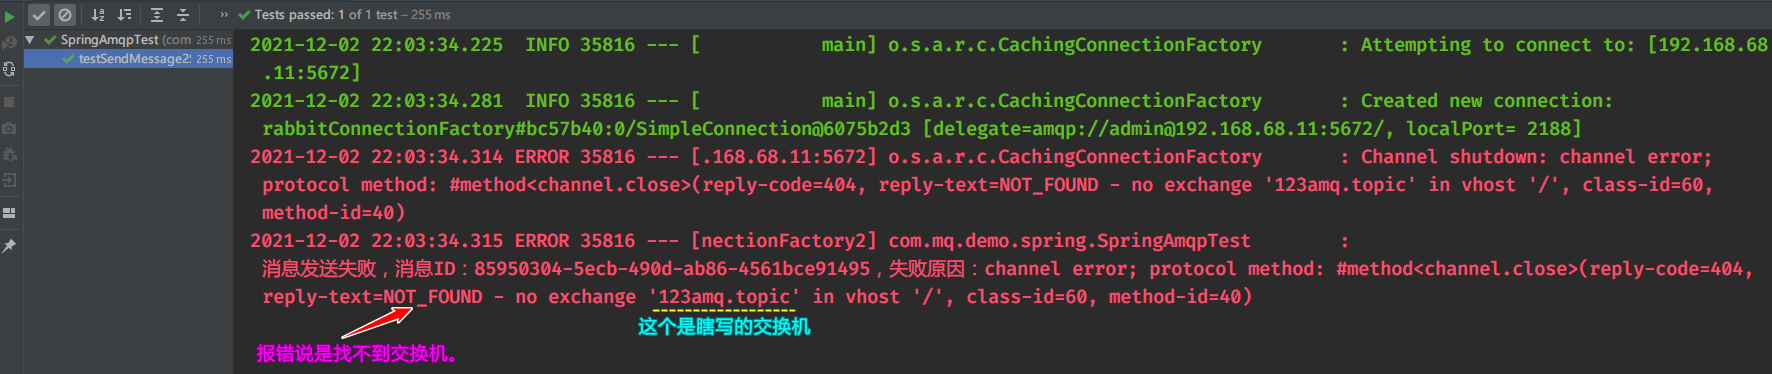 Tests passed: 1 of 1 test – 255 ms
SpringAmqpTest (com 255 ms
testSendMessage2 255 ms
2021-12-02 22:03:34.225  INFO 35816 --- [           main] o.s.a.r.c.CachingConnectionFactory       : Attempting to connect to: [192.168.68
.11:5672]
2021-12-02 22:03:34.281  INFO 35816 --- [           main] o.s.a.r.c.CachingConnectionFactory       : Created new connection:
rabbitConnectionFactory#bc57b40:0/SimpleConnection@6075b2d3 [delegate=amqp://admin@192.168.68.11:5672/, localPort= 2188]
2021-12-02 22:03:34.314 ERROR 35816 --- [.168.68.11:5672] o.s.a.r.c.CachingConnectionFactory       : Channel shutdown: channel error;
protocol method: #method<channel.close>(reply-code=404, reply-text=NOT_FOUND - no exchange '123amq.topic' in vhost '/', class-id=60,
method-id=40)
2021-12-02 22:03:34.315 ERROR 35816 --- [nectionFactory2] com.mq.demo.spring.SpringAmqpTest        :
消息发送失败，消息ID：85950304-5ecb-490d-ab86-4561bce91495，失败原因：channel error; protocol method: #method<channel.close>(reply-code=404,
reply-text=NOT_FOUND - no exchange '123amq.topic' in vhost '/', class-id=60, method-id=40)
这个是瞎写的交换机
报错说是找不到交换机。